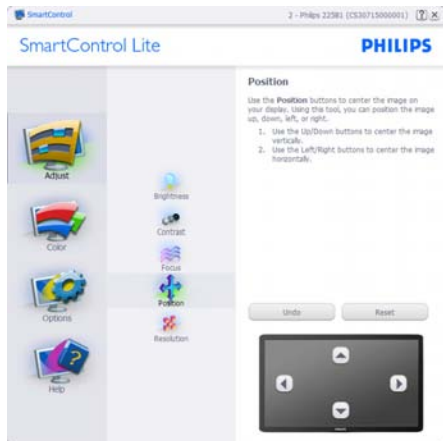 SmartControl
2 - Philips 225B1 (CS30715000001)
SmartControl Lite
PHILIPS
Adjust
Color
Options
Help
Brightness
Contrast
Focus
Position
Resolution
Position
Use the Position buttons to center the image on
your display. Using the tool, you can position the image
up, down, left, or right.
1. Use the Up/Down buttons to center the image
vertically.
2. Use the Left/Right buttons to center the image
horizontally.
Undo
Reset